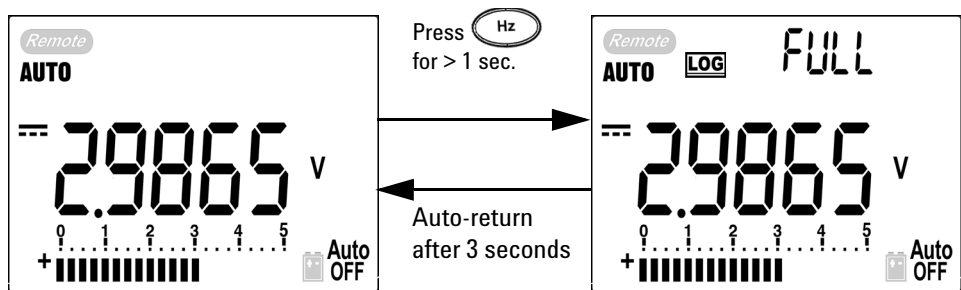 Remote
AUTO
2.9865 V
0 1 2 3 4 5
+
Auto
OFF
Press Hz
for > 1 sec.
Auto-return
after 3 seconds
Remote
AUTO LOG FULL
2.9865 V
0 1 2 3 4 5
+
Auto
OFF